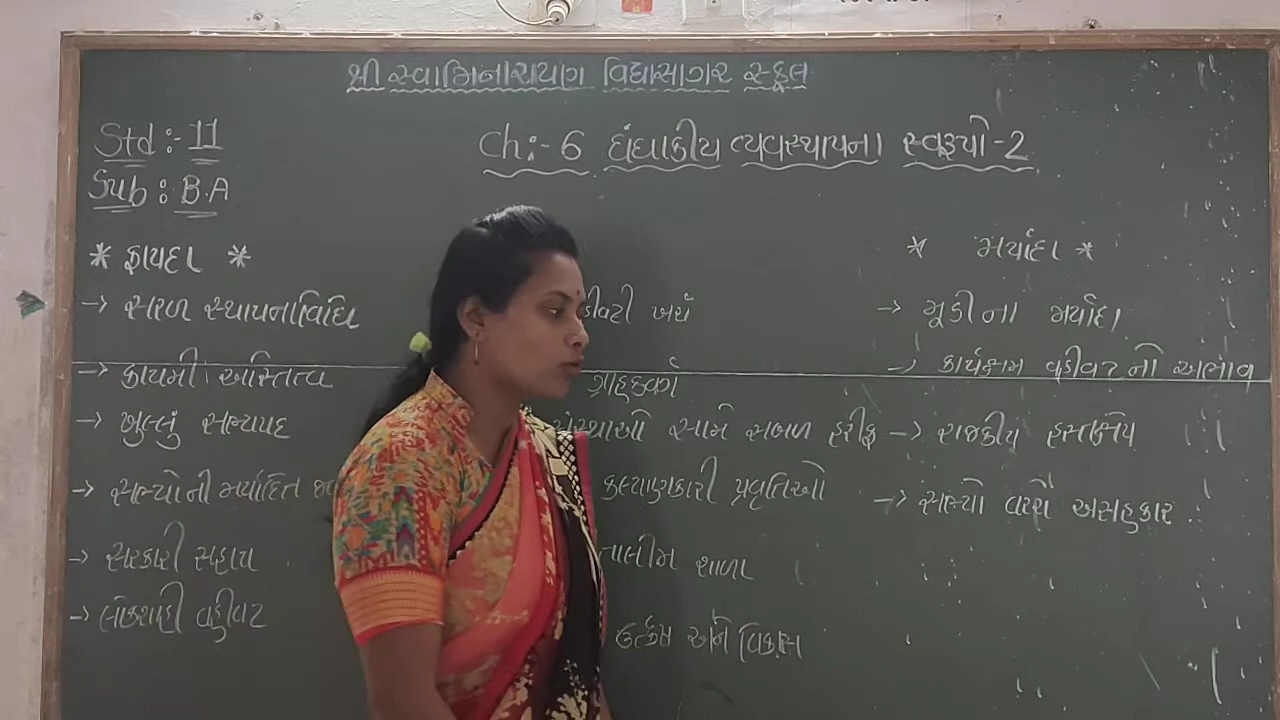 શ્રી સ્વામિનારાયણ વિદ્યાસાગર સ્કૂલ
Std :- 11
Sub : B.A
Ch :- 6 ધંધાકીય વ્યવસ્થાપના સ્વરૂપો -2
* ફાયદા *
→ સરળ સ્થાપનાવિધિ
→ કાયમી અસ્તિત્વ
→ ખુલ્લું સભ્યપદ
→ સભ્યોની મર્યાદિત
→ સરકારી સહાય
→ લોકશાહી વહીવટ
ખર્ચ
ગ્રાહકવર્ગ
સામે સબળ હરીફ
કલ્યાણકારી પ્રવૃતિઓ
તાલીમ શાળા
ઉત્કર્ષ અને વિકાસ
* મર્યાદા *
→ મૂડીના મર્યાદા
→ કાર્યક્ષમ વહીવટનો અભાવ
→ રાજકીય હસ્તક્ષેપ
→ સભ્યો વચ્ચે અસહકાર.